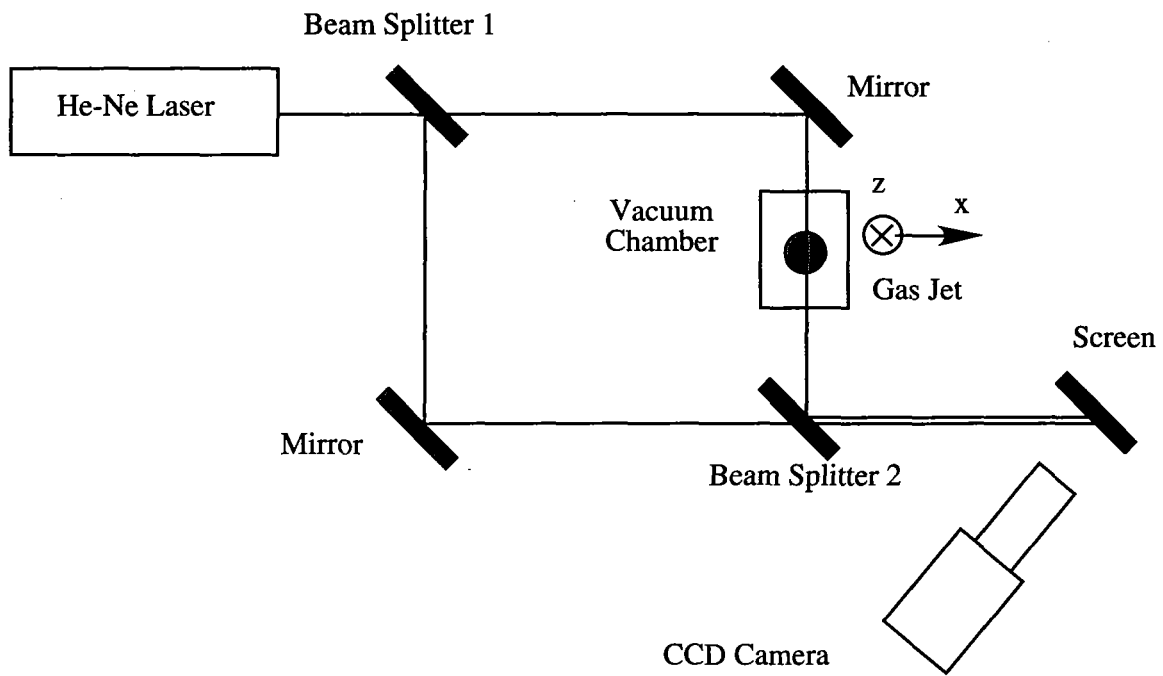 Beam Splitter 1
He-Ne Laser
Mirror
z
x
Vacuum
Chamber
Gas Jet
Screen
Mirror
Beam Splitter 2
CCD Camera